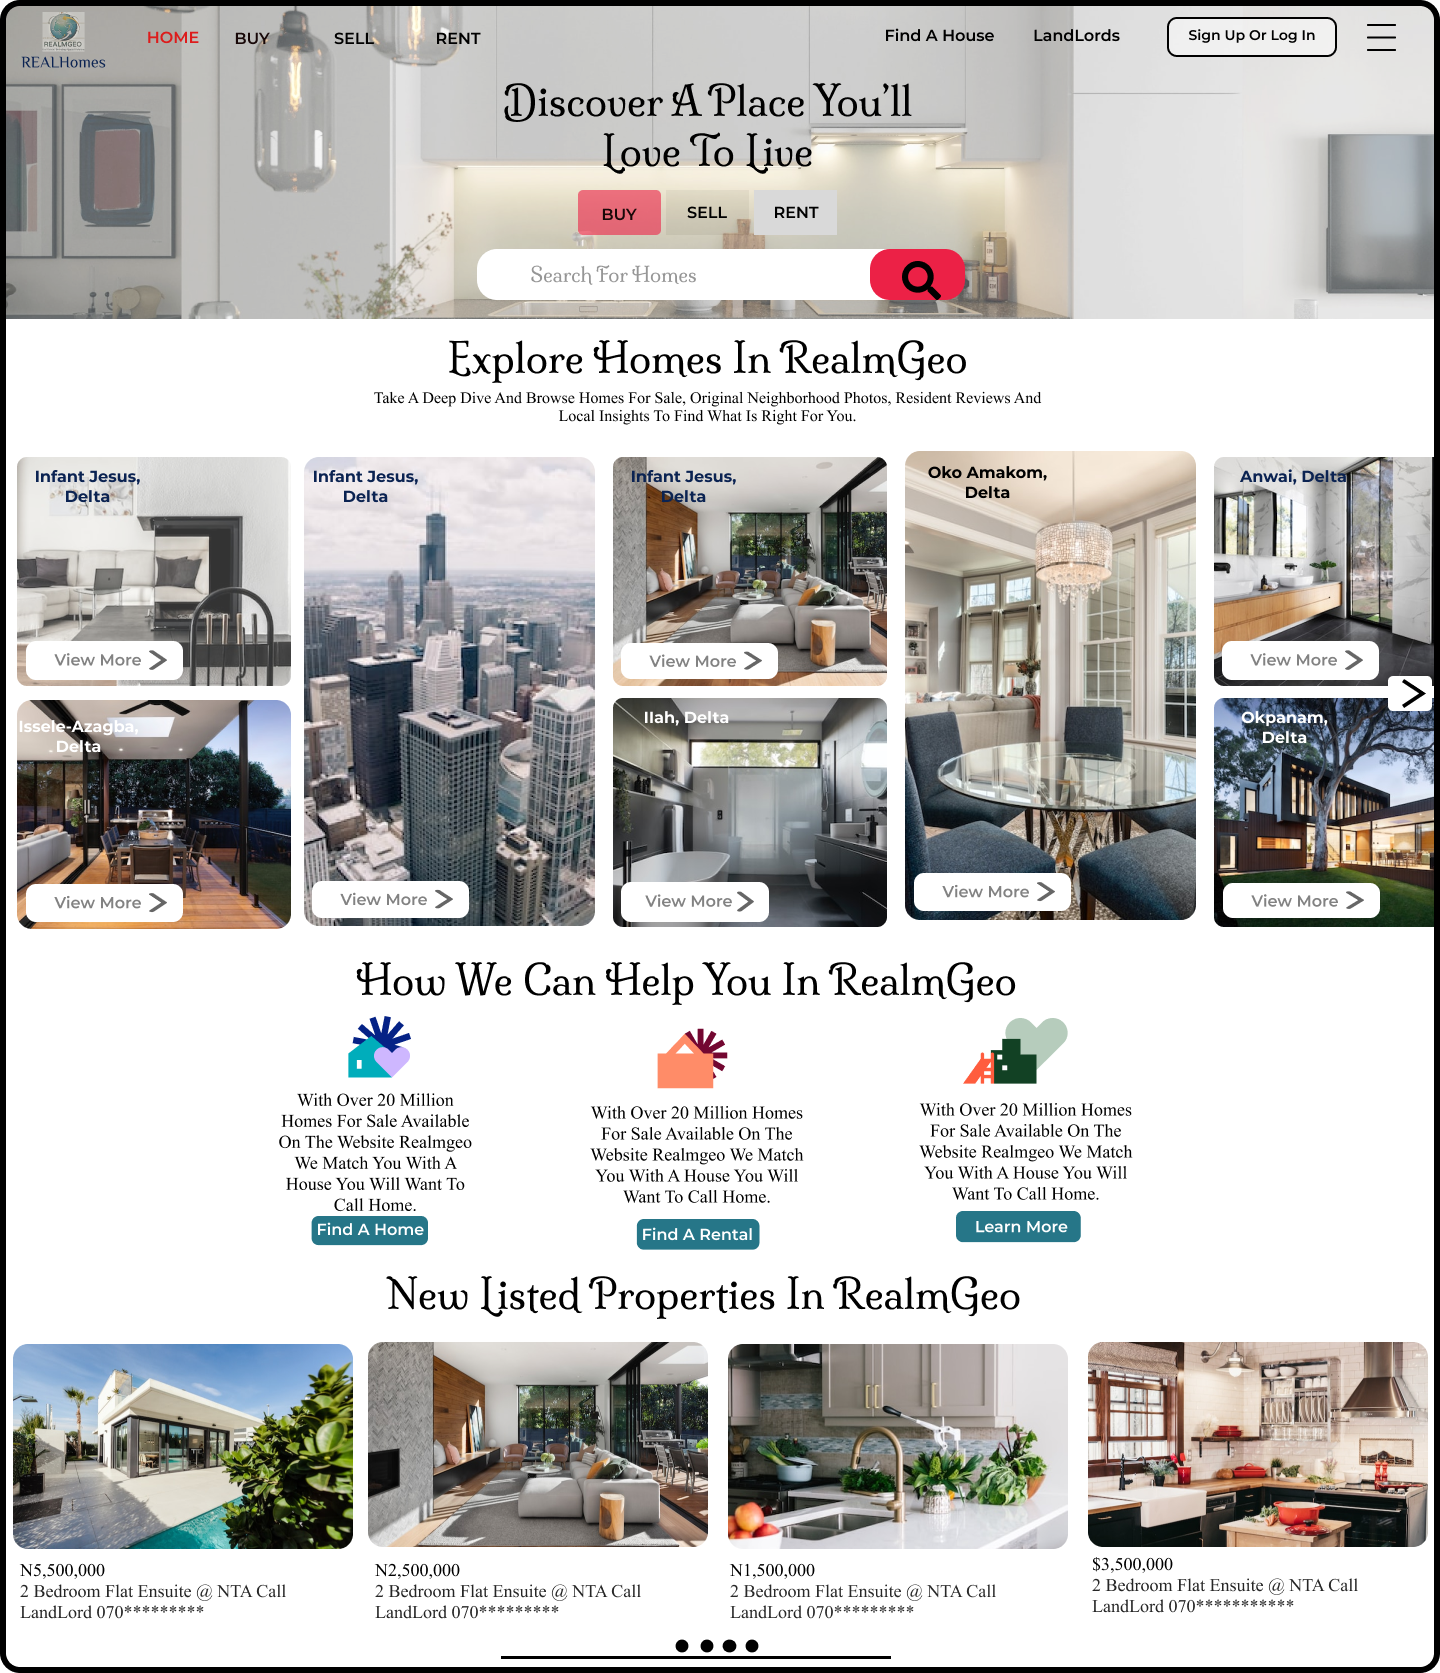 REALMGEO
REALHomes
HOME
BUY
SELL
RENT
Find A House
LandLords
Sign Up Or Log In
Discover A Place You'll
Love To Live
BUY
SELL
RENT
Search For Homes
Explore Homes In RealmGeo
Take A Deep Dive And Browse Homes For Sale, Original Neighborhood Photos, Resident Reviews And
Local Insights To Find What Is Right For You.
Infant Jesus,
Delta
View More
Infant Jesus,
Delta
View More
Infant Jesus,
Delta
View More
Oko Amakom,
Delta
View More
Anwai, Delta
View More
Issele-Azagba,
Delta
View More
Ilah, Delta
View More
Okpanam,
Delta
View More
How We Can Help You In RealmGeo
With Over 20 Million
Homes For Sale Available
On The Website Realmgeo
We Match You With A
House You Will Want To
Call Home.
Find A Home
With Over 20 Million Homes
For Sale Available On The
Website Realmgeo We Match
You With A House You Will
Want To Call Home.
Find A Rental
With Over 20 Million Homes
For Sale Available On The
Website Realmgeo We Match
You With A House You Will
Want To Call Home.
Learn More
New Listed Properties In RealmGeo
N5,500,000
2 Bedroom Flat Ensuite @ NTA Call
LandLord 070*********
N2,500,000
2 Bedroom Flat Ensuite @ NTA Call
LandLord 070*********
N1,500,000
2 Bedroom Flat Ensuite @ NTA Call
LandLord 070*********
$3,500,000
2 Bedroom Flat Ensuite @ NTA Call
LandLord 070***********